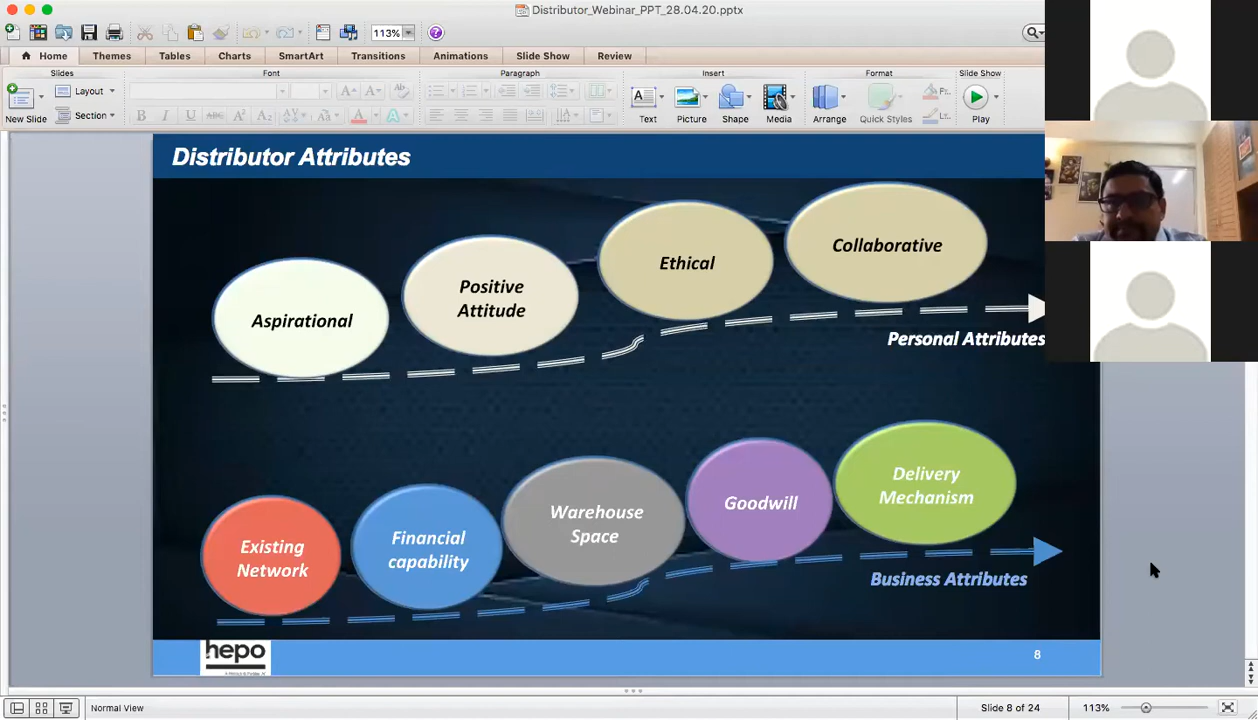 Distributor_Webinar_PPT_28.04.20.pptx
113%
Home Themes Tables Charts SmartArt Transitions Animations Slide Show Review
Slides Font Paragraph Insert Format Slide Show
Layout
Section
New Slide
B I U
Text Picture Shape Media Arrange Quick Styles Play
Distributor Attributes
Aspirational
Positive
Attitude
Ethical
Collaborative
Personal Attributes
Existing
Network
Financial
capability
Warehouse
Space
Goodwill
Delivery
Mechanism
Business Attributes
hepo
8
Normal View Slide 8 of 24 113%